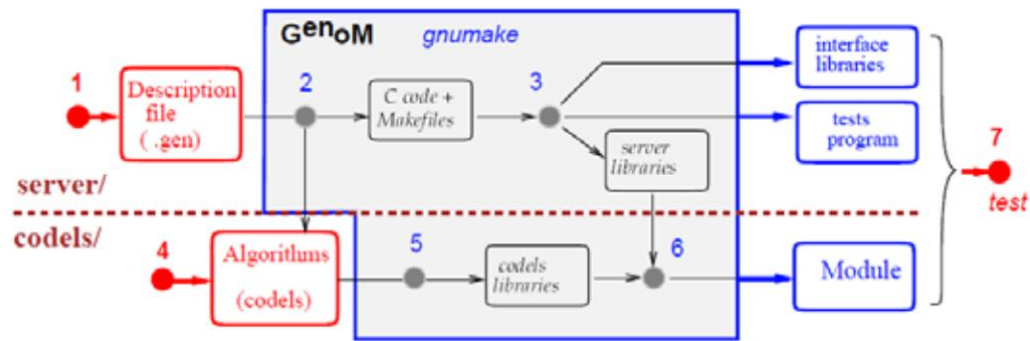 GenoM gnumake
1
Description
file
( .gen)
2
C code +
Makefiles
3
server
libraries
interface
libraries
tests
program
7
test
server/
codels/
4
Algorithms
(codels)
5
codels
libraries
6
Module